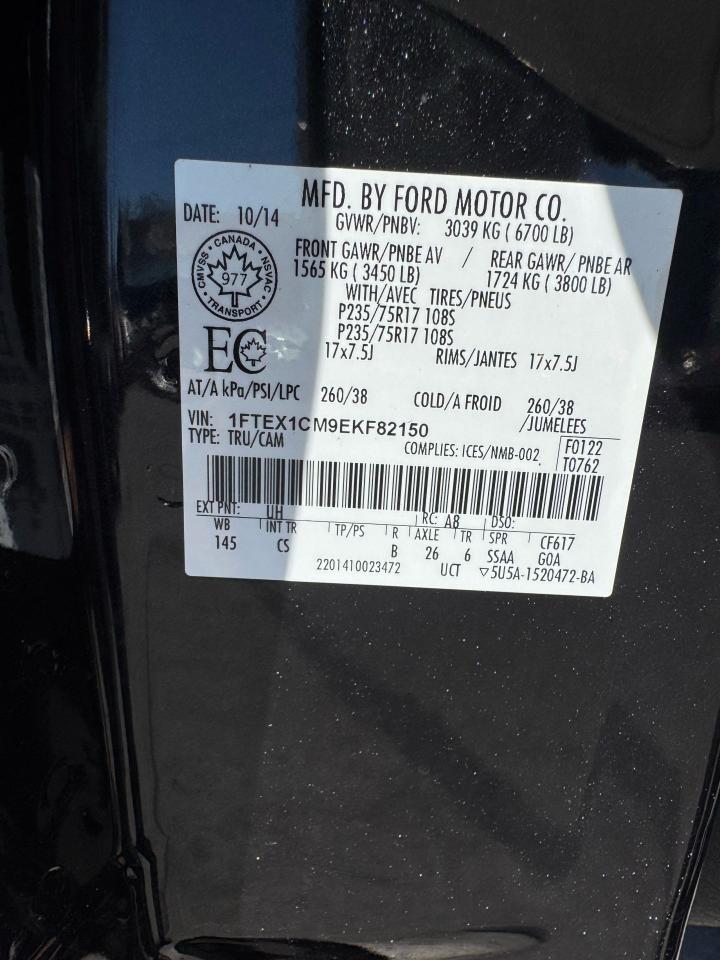 MFD. BY FORD MOTOR CO.
DATE: 10/14
GVWR/PNBV: 3039 KG ( 6700 LB)
CMVSS • CANADA • NSVAC • TRANSPORT •
977
FRONT GAWR/PNBE AV / REAR GAWR/ PNBE AR
1565 KG ( 3450 LB) 1724 KG ( 3800 LB)
WITH/AVEC TIRES/PNEUS
P235/75R17 108S
P235/75R17 108S
EC
17x7.5J RIMS/JANTES 17x7.5J
AT/A kPa/PSI/LPC 260/38 COLD/A FROID 260/38
VIN: 1FTEX1CM9EKF82150 /JUMELEES
TYPE: TRU/CAM COMPLIES: ICES/NMB-002 F0122
T0762
EXT PNT: UH RC: A8 DSO:
WB INT TR TP/PS R AXLE TR SPR CF617
145 CS B 26 6 SSAA GOA
2201410023472 UCT ▽5U5A-1520472-BA